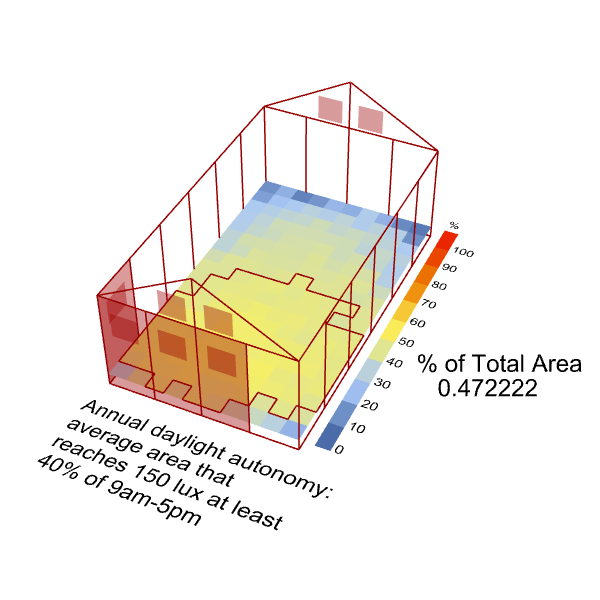 %
100
90
80
70
60
50
40
30
20
10
0
% of Total Area
0.472222
Annual daylight autonomy:
average area that
reaches 150 lux at least
40% of 9am-5pm